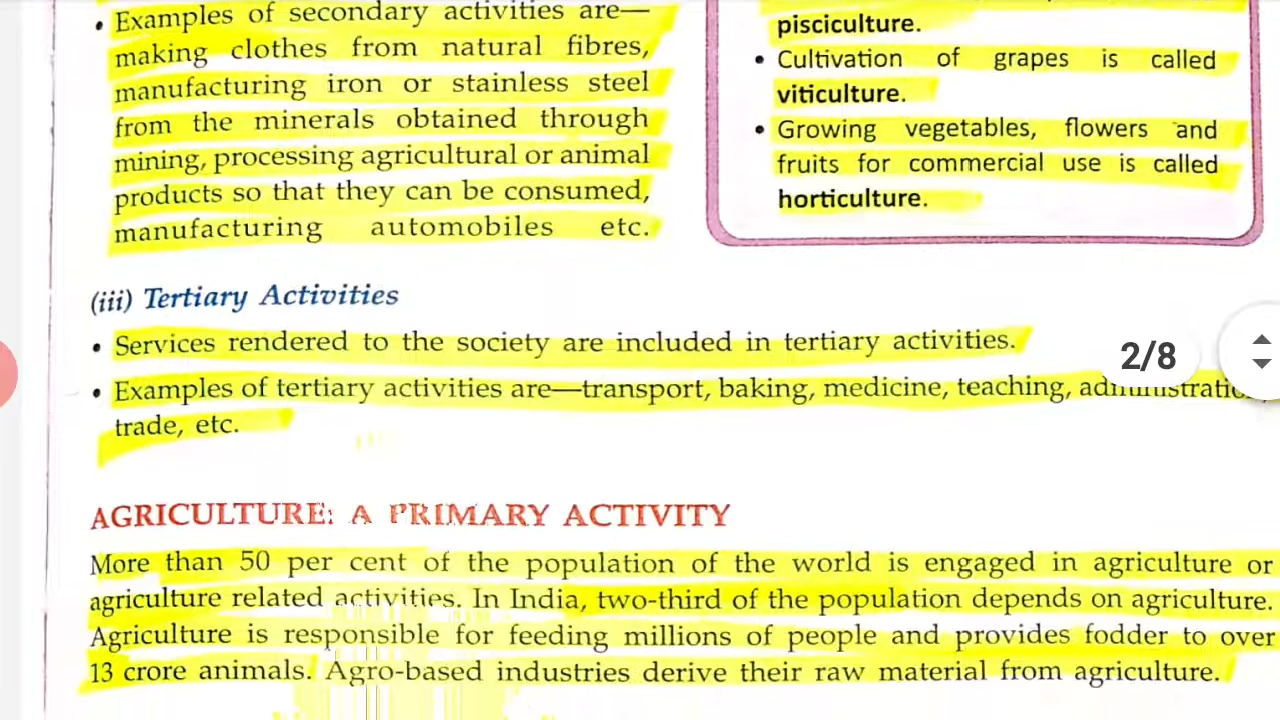 • Examples of secondary activities are—
making clothes from natural fibres,
manufacturing iron or stainless steel
from the minerals obtained through
mining, processing agricultural or animal
products so that they can be consumed,
manufacturing automobiles etc.
pisciculture.
• Cultivation of grapes is called
viticulture.
• Growing vegetables, flowers and
fruits for commercial use is called
horticulture.
(iii) Tertiary Activities
• Services rendered to the society are included in tertiary activities.
2/8
• Examples of tertiary activities are—transport, baking, medicine, teaching,
trade, etc.
AGRICULTURE: A PRIMARY ACTIVITY
More than 50 per cent of the population of the world is engaged in agriculture or
agriculture related activities. In India, two-third of the population depends on agriculture.
Agriculture is responsible for feeding millions of people and provides fodder to over
13 crore animals. Agro-based industries derive their raw material from agriculture.